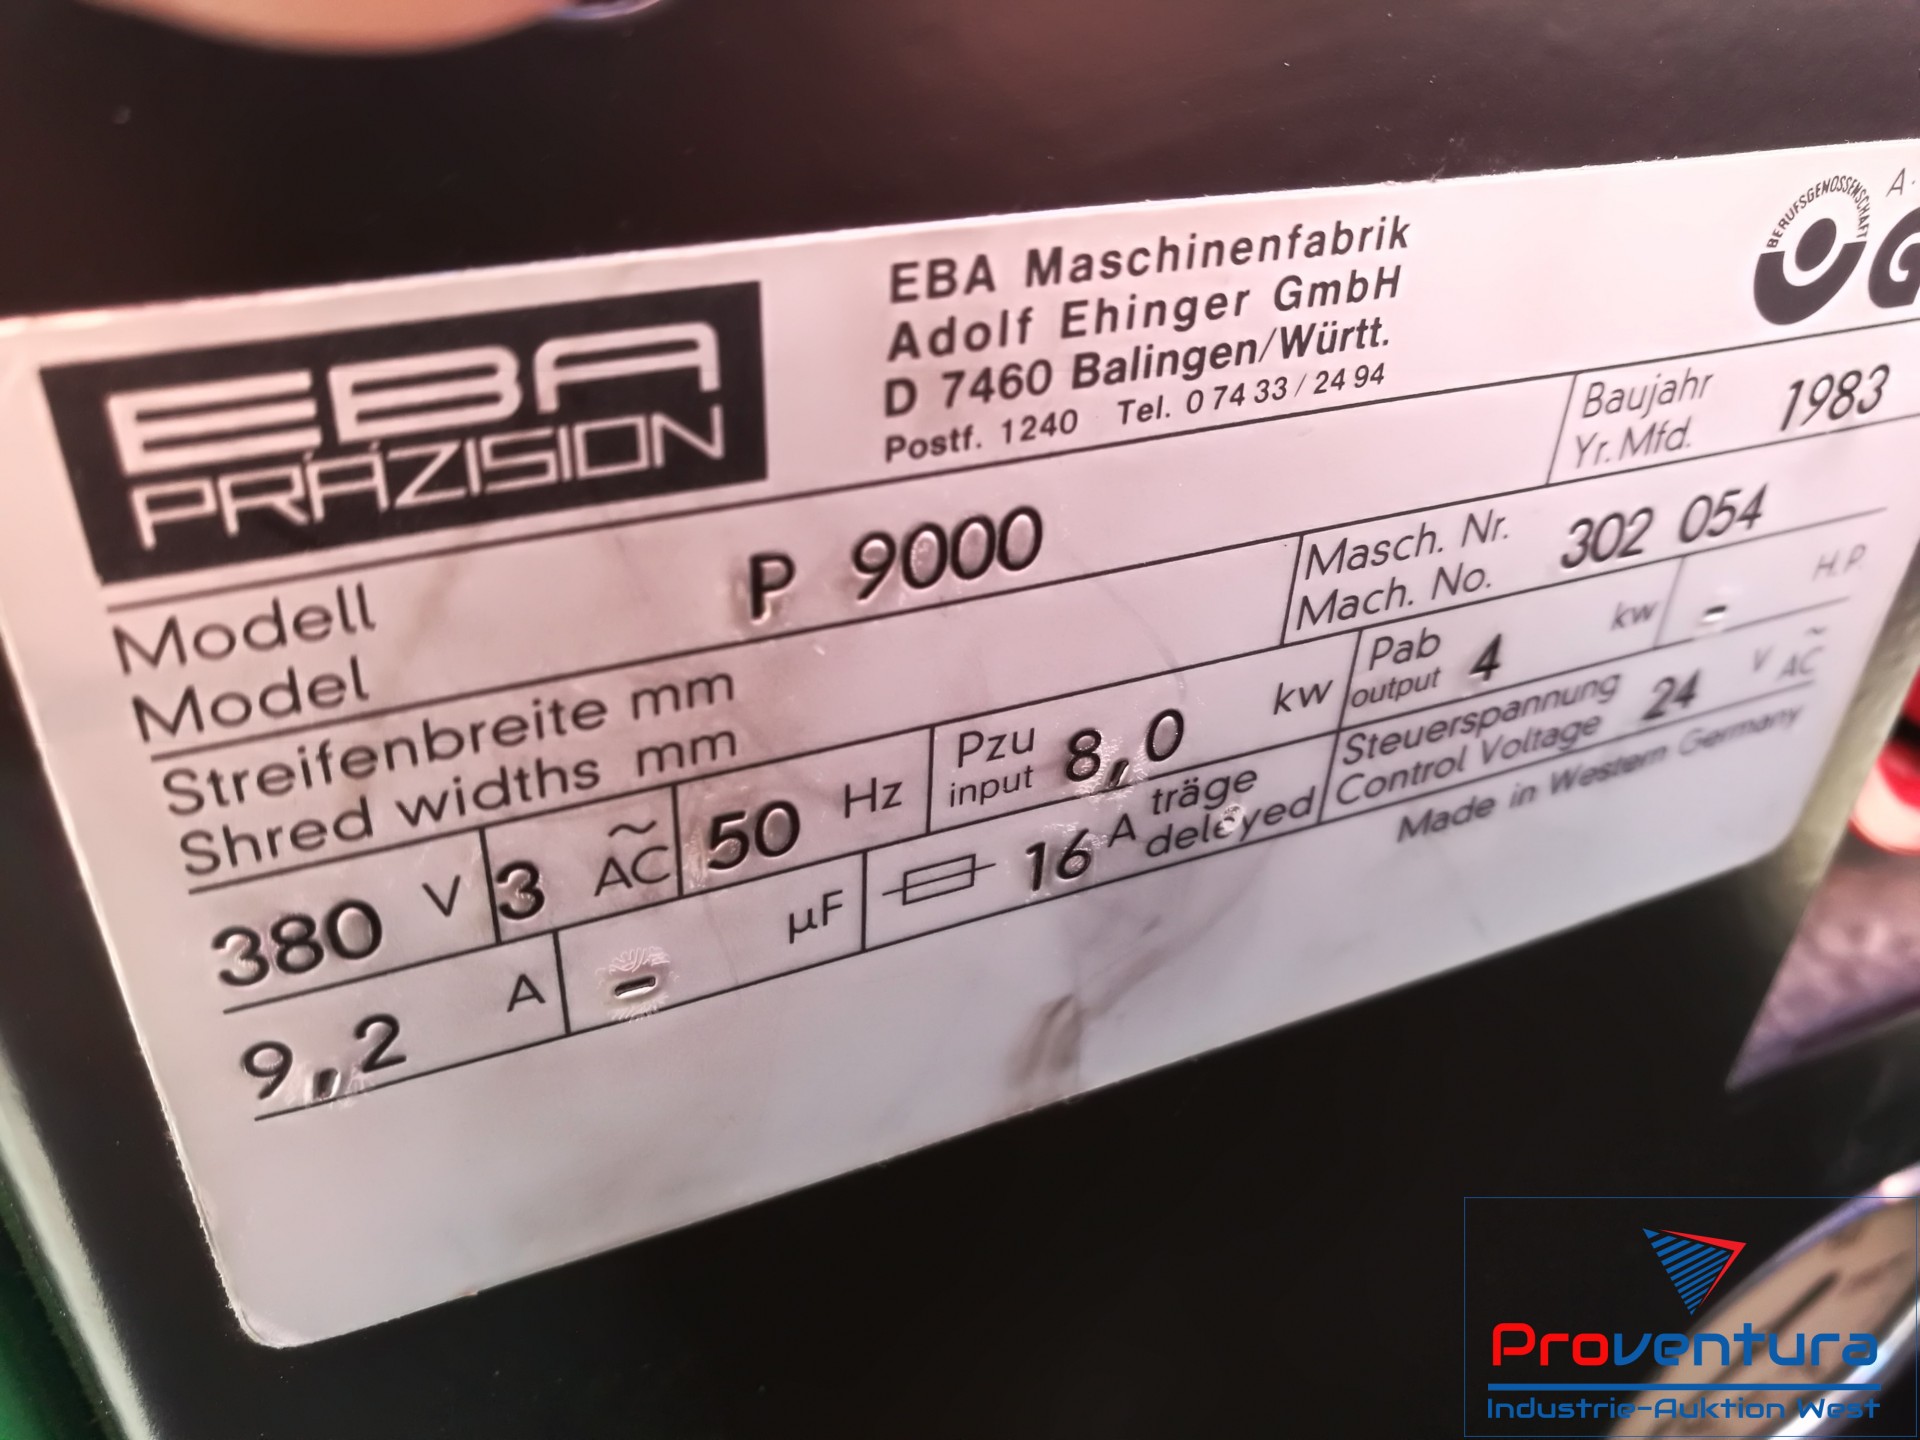 EBA
PRÄZISION
EBA Maschinenfabrik
Adolf Ehinger GmbH
D 7460 Balingen/Württ.
Postf. 1240 Tel. 0 74 33 / 24 94
BERUFSGENOSSENSCHAFT
Baujahr
Yr. Mfd. 1983
Modell
Model P 9000
Masch. Nr.
Mach. No. 302 054
Streifenbreite mm
Shred widths mm
Pab
output 4 kw - H.P.
380 V 3 ~ AC 50 Hz Pzu
input 8,0 kw
Steuerspannung
Control Voltage 24 V ~ AC
9,2 A - µF 16 A träge
deleyed
Made in Western Germany
Proventura
Industrie-Auktion West